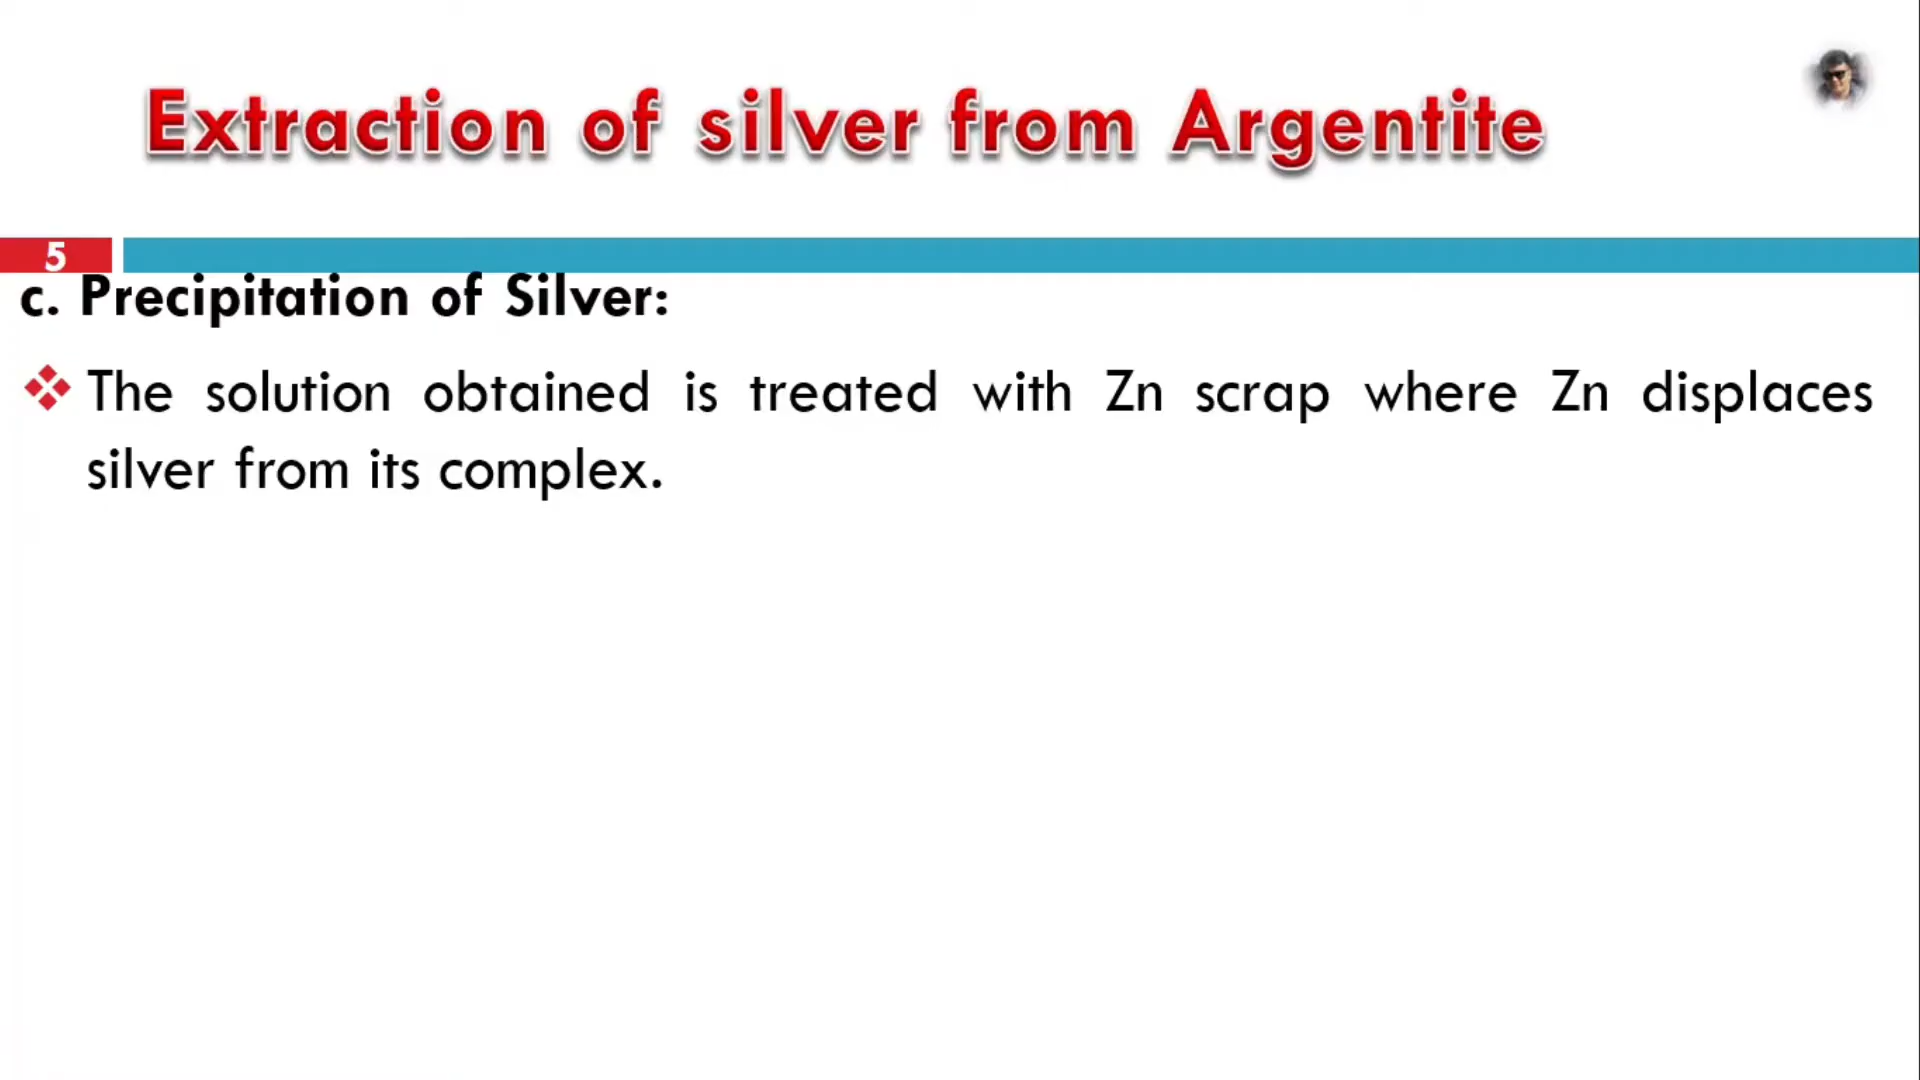 Extraction of silver from Argentite
5
c. Precipitation of Silver:
❖ The solution obtained is treated with Zn scrap where Zn displaces
silver from its complex.